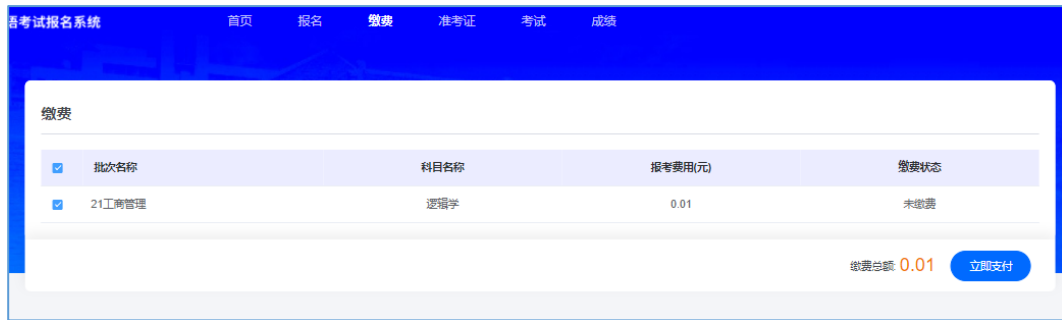 语考试报名系统 首页 报名 缴费 准考证 考试 成绩
缴费
批次名称 科目名称 报考费用(元) 缴费状态
21工商管理 逻辑学 0.01 未缴费
缴费总额: 0.01 立即支付